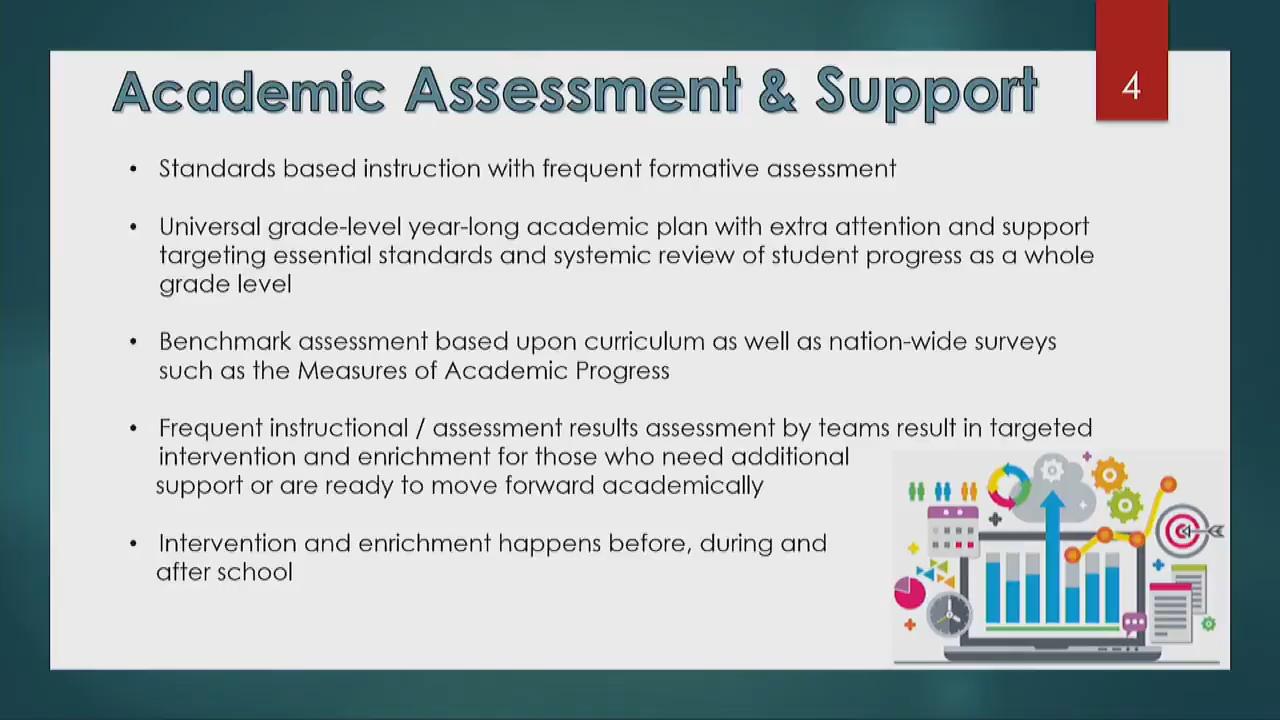 Academic Assessment & Support
4
• Standards based instruction with frequent formative assessment
• Universal grade-level year-long academic plan with extra attention and support
targeting essential standards and systemic review of student progress as a whole
grade level
• Benchmark assessment based upon curriculum as well as nation-wide surveys
such as the Measures of Academic Progress
• Frequent instructional / assessment results assessment by teams result in targeted
intervention and enrichment for those who need additional
support or are ready to move forward academically
• Intervention and enrichment happens before, during and
after school